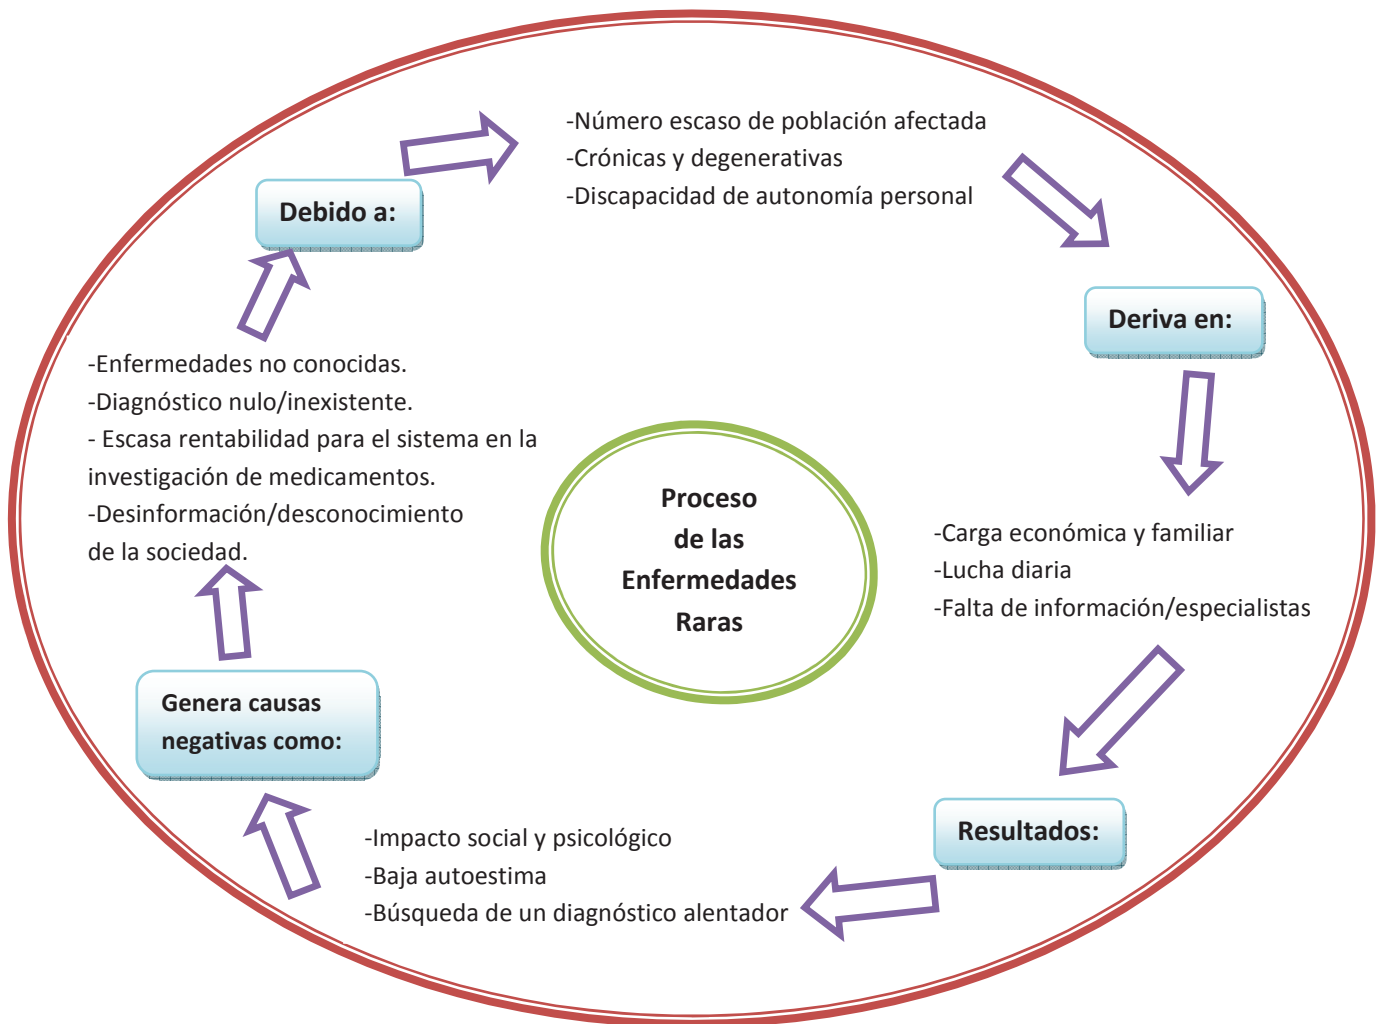 -Número escaso de población afectada
-Crónicas y degenerativas
-Discapacidad de autonomía personal
Debido a:
Deriva en:
-Enfermedades no conocidas.
-Diagnóstico nulo/inexistente.
- Escasa rentabilidad para el sistema en la
investigación de medicamentos.
-Desinformación/desconocimiento
de la sociedad.
Proceso
de las
Enfermedades
Raras
-Carga económica y familiar
-Lucha diaria
-Falta de información/especialistas
Genera causas
negativas como:
Resultados:
-Impacto social y psicológico
-Baja autoestima
-Búsqueda de un diagnóstico alentador